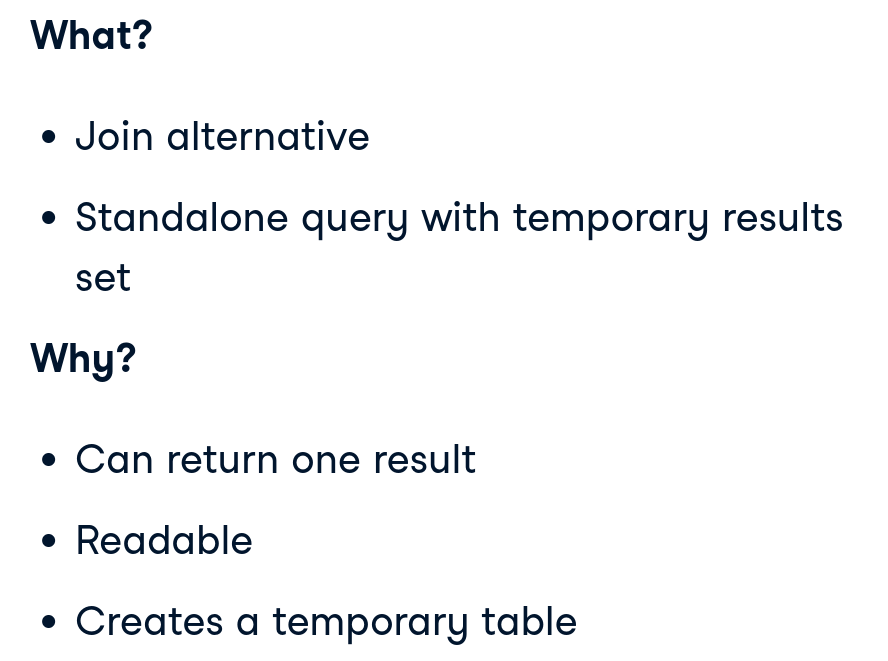 What?
• Join alternative
• Standalone query with temporary results
set
Why?
• Can return one result
• Readable
• Creates a temporary table